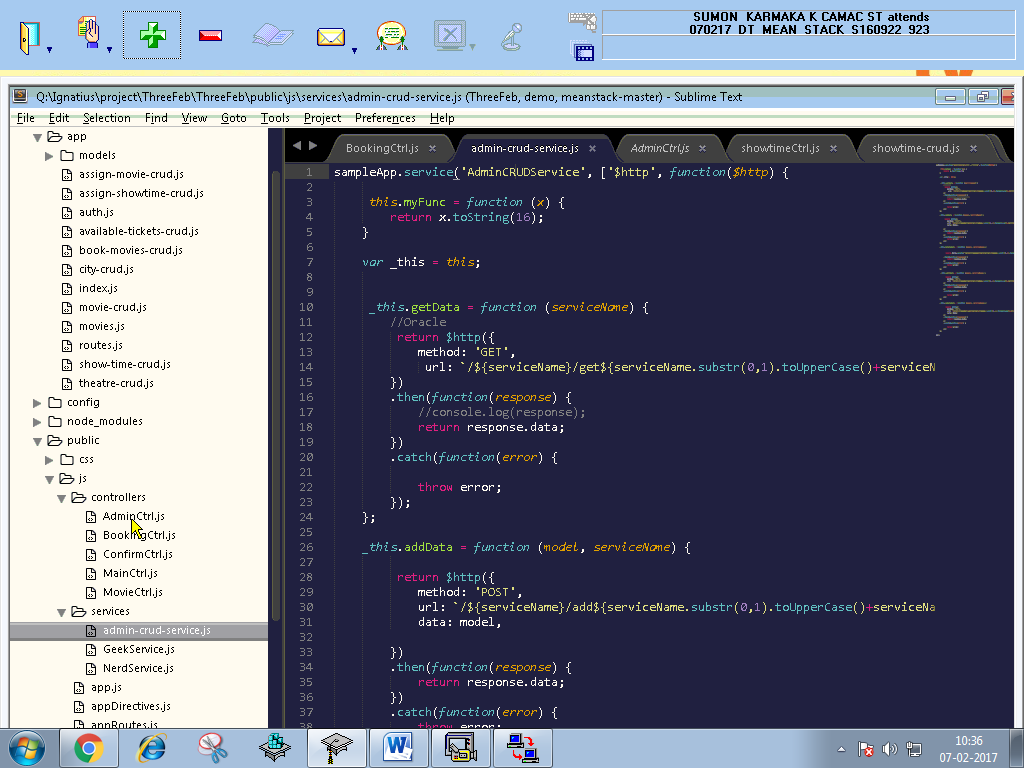 SUMON KARMAKA K CAMAC ST attends
070217 DT MEAN STACK S160922 923
Q:\Ignatius\project\ThreeFeb\ThreeFeb\public\js\services\admin-crud-service.js (ThreeFeb, demo, meanstack-master) - Sublime Text
File Edit Selection Find View Goto Tools Project Preferences Help
app
models
assign-movie-crud.js
assign-showtime-crud.js
auth.js
available-tickets-crud.js
book-movies-crud.js
city-crud.js
index.js
movie-crud.js
movies.js
routes.js
show-time-crud.js
theatre-crud.js
config
node_modules
public
css
js
controllers
AdminCtrl.js
BookingCtrl.js
ConfirmCtrl.js
MainCtrl.js
MovieCtrl.js
services
admin-crud-service.js
GeekService.js
NerdService.js
app.js
appDirectives.js
appRoutes.js
BookingCtrl.js × admin-crud-service.js × AdminCtrl.js × showtimeCtrl.js × showtime-crud.js ×
1 sampleApp.service('AdminCRUDService', ['$http', function($http) {
2
3 this.myFunc = function (x) {
4 return x.toString(16);
5 }
6
7 var _this = this;
8
9
10 _this.getData = function (serviceName) {
11 //Oracle
12 return $http({
13 method: 'GET',
14 url: `/${serviceName}/get${serviceName.substr(0,1).toUpperCase()+serviceN
15 })
16 .then(function(response) {
17 //console.log(response);
18 return response.data;
19 })
20 .catch(function(error) {
21
22 throw error;
23 });
24 };
25
26 _this.addData = function (model, serviceName) {
27
28 return $http({
29 method: 'POST',
30 url: `/${serviceName}/add${serviceName.substr(0,1).toUpperCase()+serviceNa
31 data: model,
32
33 })
34 .then(function(response) {
35 return response.data;
36 })
37 .catch(function(error) {
38 throw error;
10:36
07-02-2017